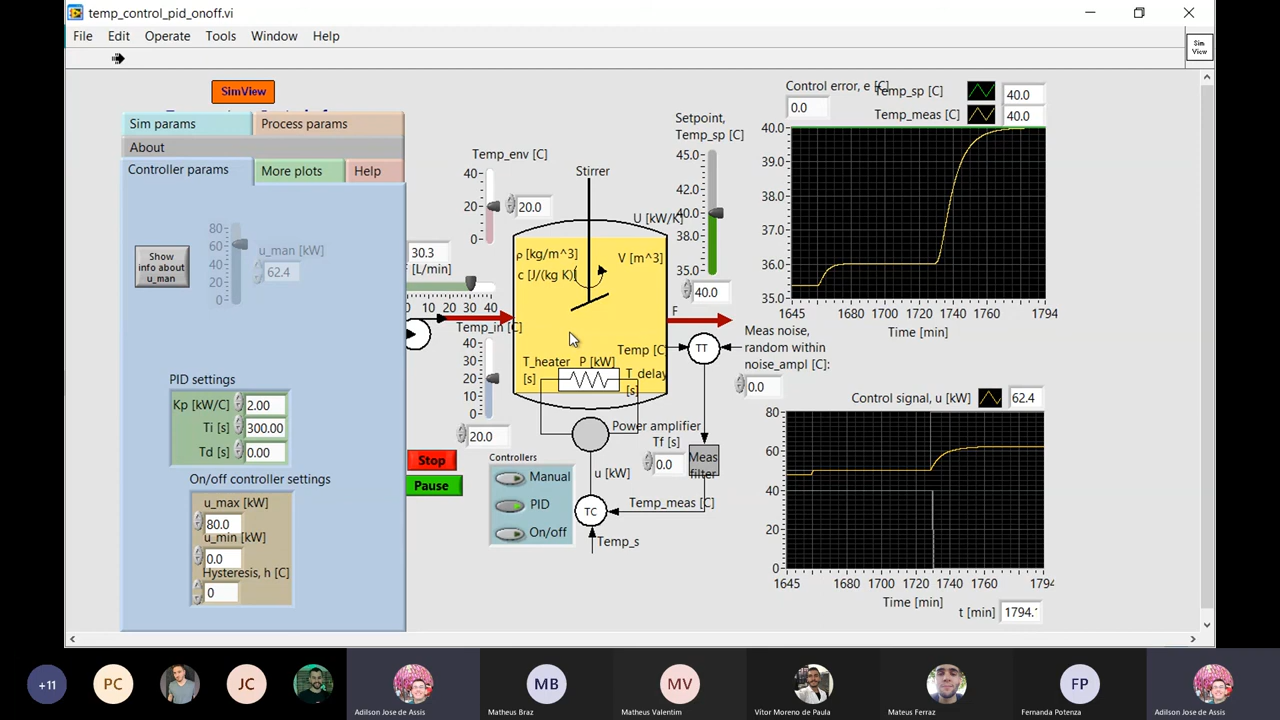 temp_control_pid_onoff.vi
File Edit Operate Tools Window Help
Sim
View
SimView
Sim params
Process params
About
Controller params
More plots
Help
Show
info about
u_man
80
60
40
20
0
u_man [kW]
62.4
PID settings
Kp [kW/C] 2.00
Ti [s] 300.00
Td [s] 0.00
On/off controller settings
u_max [kW]
80.0
u_min [kW]
0.0
Hysteresis, h [C]
0
Temp_env [C]
40
20
0
20.0
30.3
[L/min]
0 10 20 30 40
Temp_in [C]
40
30
20
10
0
20.0
Stop
Pause
Stirrer
U [kW/K]
ρ [kg/m^3]
V [m^3]
c [J/(kg K)]
T_heater
[s]
P [kW]
Temp [C]
T_delay
[s]
F
TT
Setpoint,
Temp_sp [C]
45.0
42.0
40.0
38.0
35.0
40.0
Meas noise,
random within
noise_ampl [C]:
0.0
Power amplifier
Tf [s]
0.0
Meas
filter
u [kW]
TC
Temp_meas [C]
Temp_s
Controllers
Manual
PID
On/off
Control error, e [C]
0.0
Temp_sp [C] 40.0
Temp_meas [C] 40.0
40.0
39.0
38.0
37.0
36.0
35.0
1645 1680 1700 1720 1740 1760 1794
Time [min]
Control signal, u [kW] 62.4
80
60
40
20
0
1645 1680 1700 1720 1740 1760 1794
Time [min]
t [min] 1794.
+11
PC
JC
Adilson Jose de Assis
MB
Matheus Braz
MV
Matheus Valentim
Vítor Moreno de Paula
Mateus Ferraz
FP
Fernanda Potenza
Adilson Jose de Assis